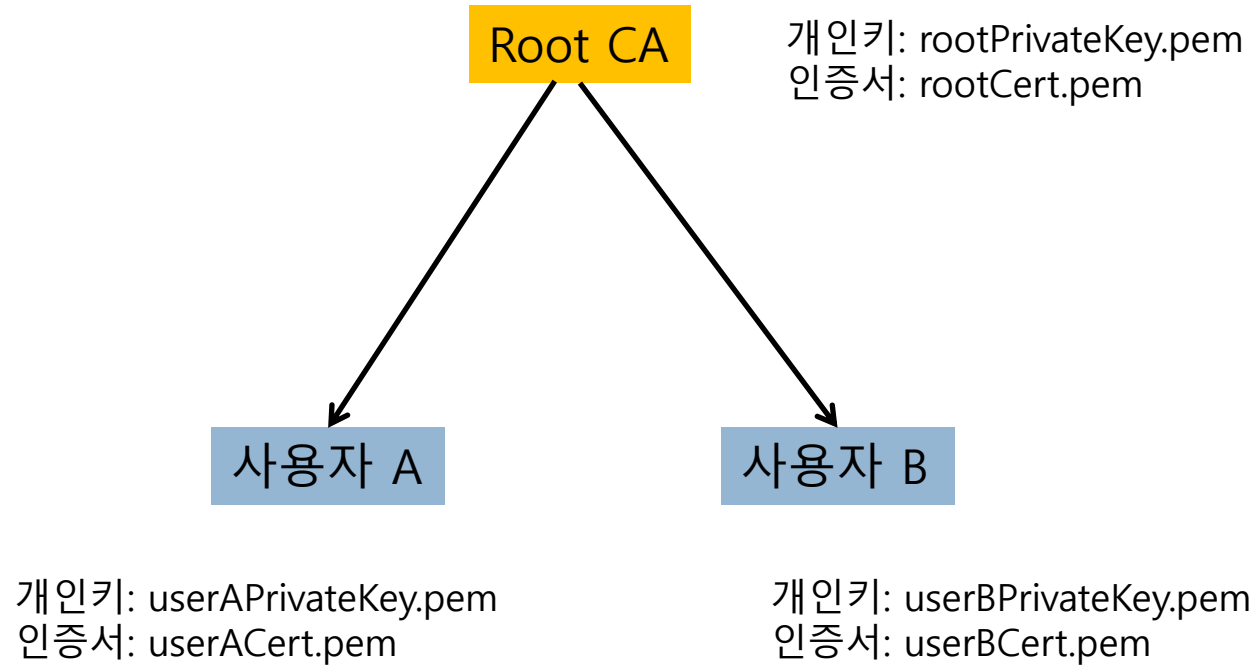 Root CA
개인키: rootPrivateKey.pem
인증서: rootCert.pem
사용자 A
사용자 B
개인키: userAPrivateKey.pem
인증서: userACert.pem
개인키: userBPrivateKey.pem
인증서: userBCert.pem